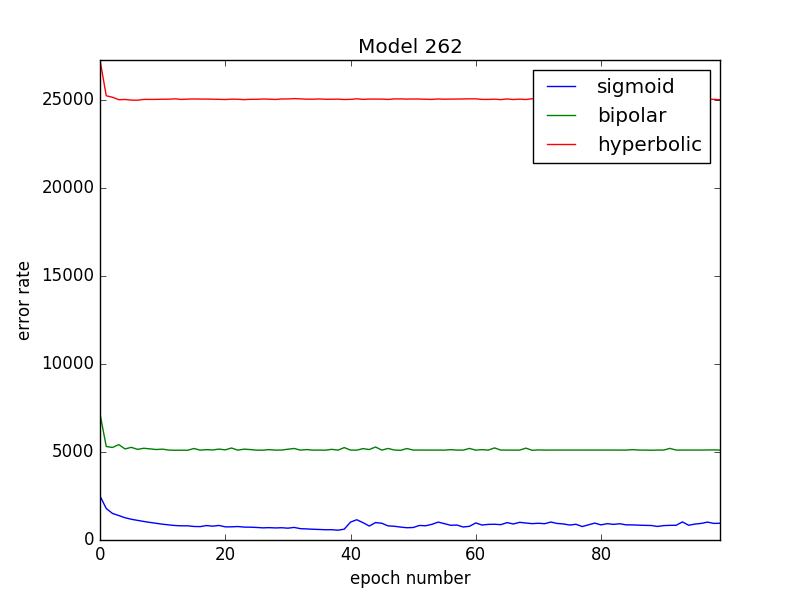 Model 262
sigmoid
bipolar
hyperbolic
error rate
25000
20000
15000
10000
5000
0
0 20 40 60 80
epoch number